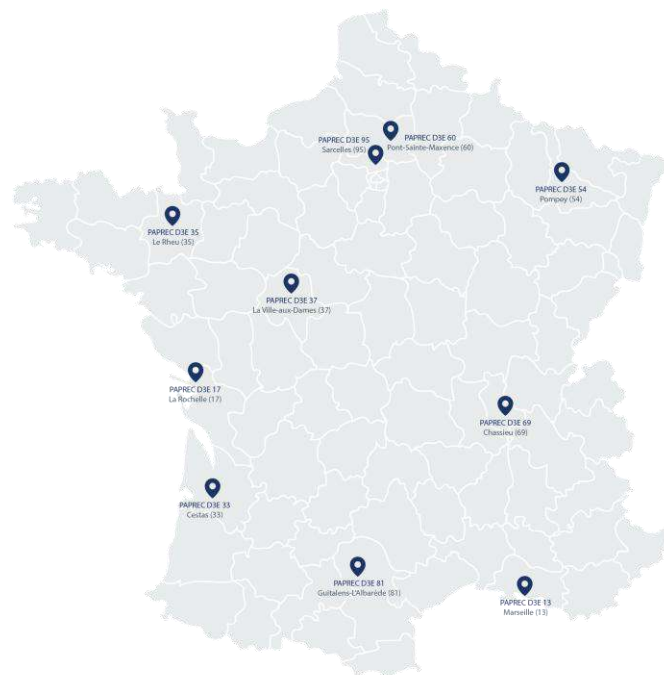 PAPREC D3E 95
Sarcelles (95)
PAPREC D3E 60
Pont-Sainte-Maxence (60)
PAPREC D3E 54
Pompey (54)
PAPREC D3E 35
Le Rheu (35)
PAPREC D3E 37
La Ville-aux-Dames (37)
PAPREC D3E 17
La Rochelle (17)
PAPREC D3E 69
Chassieu (69)
PAPREC D3E 33
Cestas (33)
PAPREC D3E 81
Guitalens-L'Albarède (81)
PAPREC D3E 13
Marseille (13)